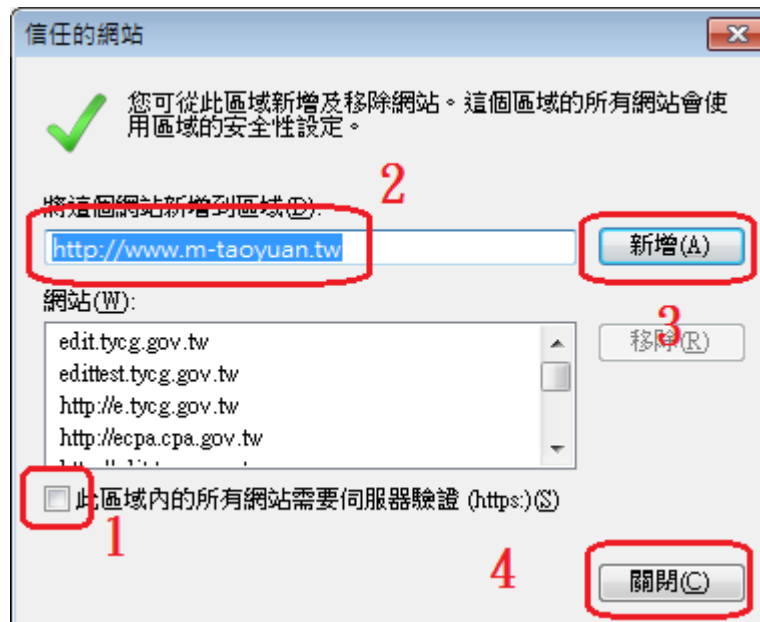 信任的網站
您可從此區域新增及移除網站。這個區域的所有網站會使
用區域的安全性設定。
2
將這個網站新增到區域(D):
http://www.m-taoyuan.tw
新增(A)
網站(W):
3
移除(R)
edit.tycg.gov.tw
edittest.tycg.gov.tw
http://e.tycg.gov.tw
http://ecpa.cpa.gov.tw
此區域內的所有網站需要伺服器驗證 (https:)(S)
1
4
關閉(C)